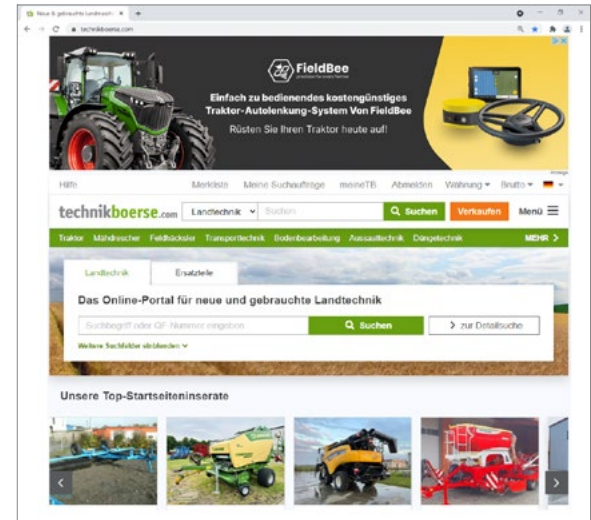 Neue & gebrauchte Landmasch
technikboerse.com
FieldBee
Einfach zu bedienendes kostengünstiges
Traktor-Autolenkung-System Von FieldBee
Rüsten Sie Ihren Traktor heute auf!
Anzeige
Hilfe Merkliste Meine Suchaufträge meineTB Abmelden Währung Brutto
technikboerse.com Landtechnik Suchen Suchen Verkaufen Menü
Traktor Mähdrescher Feldhäcksler Transporttechnik Bodenbearbeitung Aussaattechnik Düngetechnik MEHR >
Landtechnik Ersatzteile
Das Online-Portal für neue und gebrauchte Landtechnik
Suchbegriff oder QF-Nummer eingeben Suchen > zur Detailsuche
Weitere Suchfelder einblenden
Unsere Top-Startseiteninserate